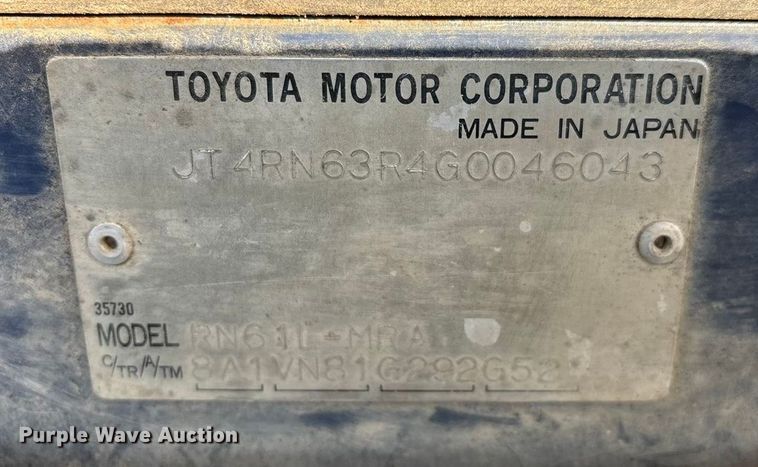 TOYOTA MOTOR CORPORATION
MADE IN JAPAN
JT4RN63R4G0046043
35730
MODEL RN61L-MRA
C/TR/A/TM 8A1 VN81 G292 G52
Purple Wave Auction